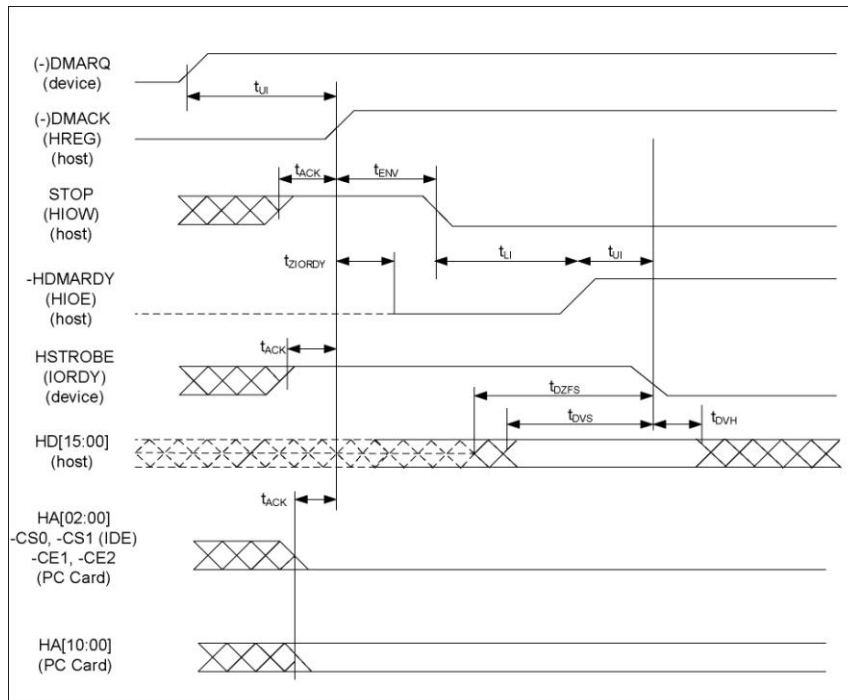 (-)DMARQ
(device)
tUI
(-)DMACK
(HREG)
(host)
tACK
tENV
STOP
(HIOW)
(host)
tZIORDY
tLI
tUI
-HDMARDY
(HIOE)
(host)
tACK
HSTROBE
(IORDY)
(device)
tDZFS
tDVS
tDVH
HD[15:00]
(host)
tACK
HA[02:00]
-CS0, -CS1 (IDE)
-CE1, -CE2
(PC Card)
HA[10:00]
(PC Card)